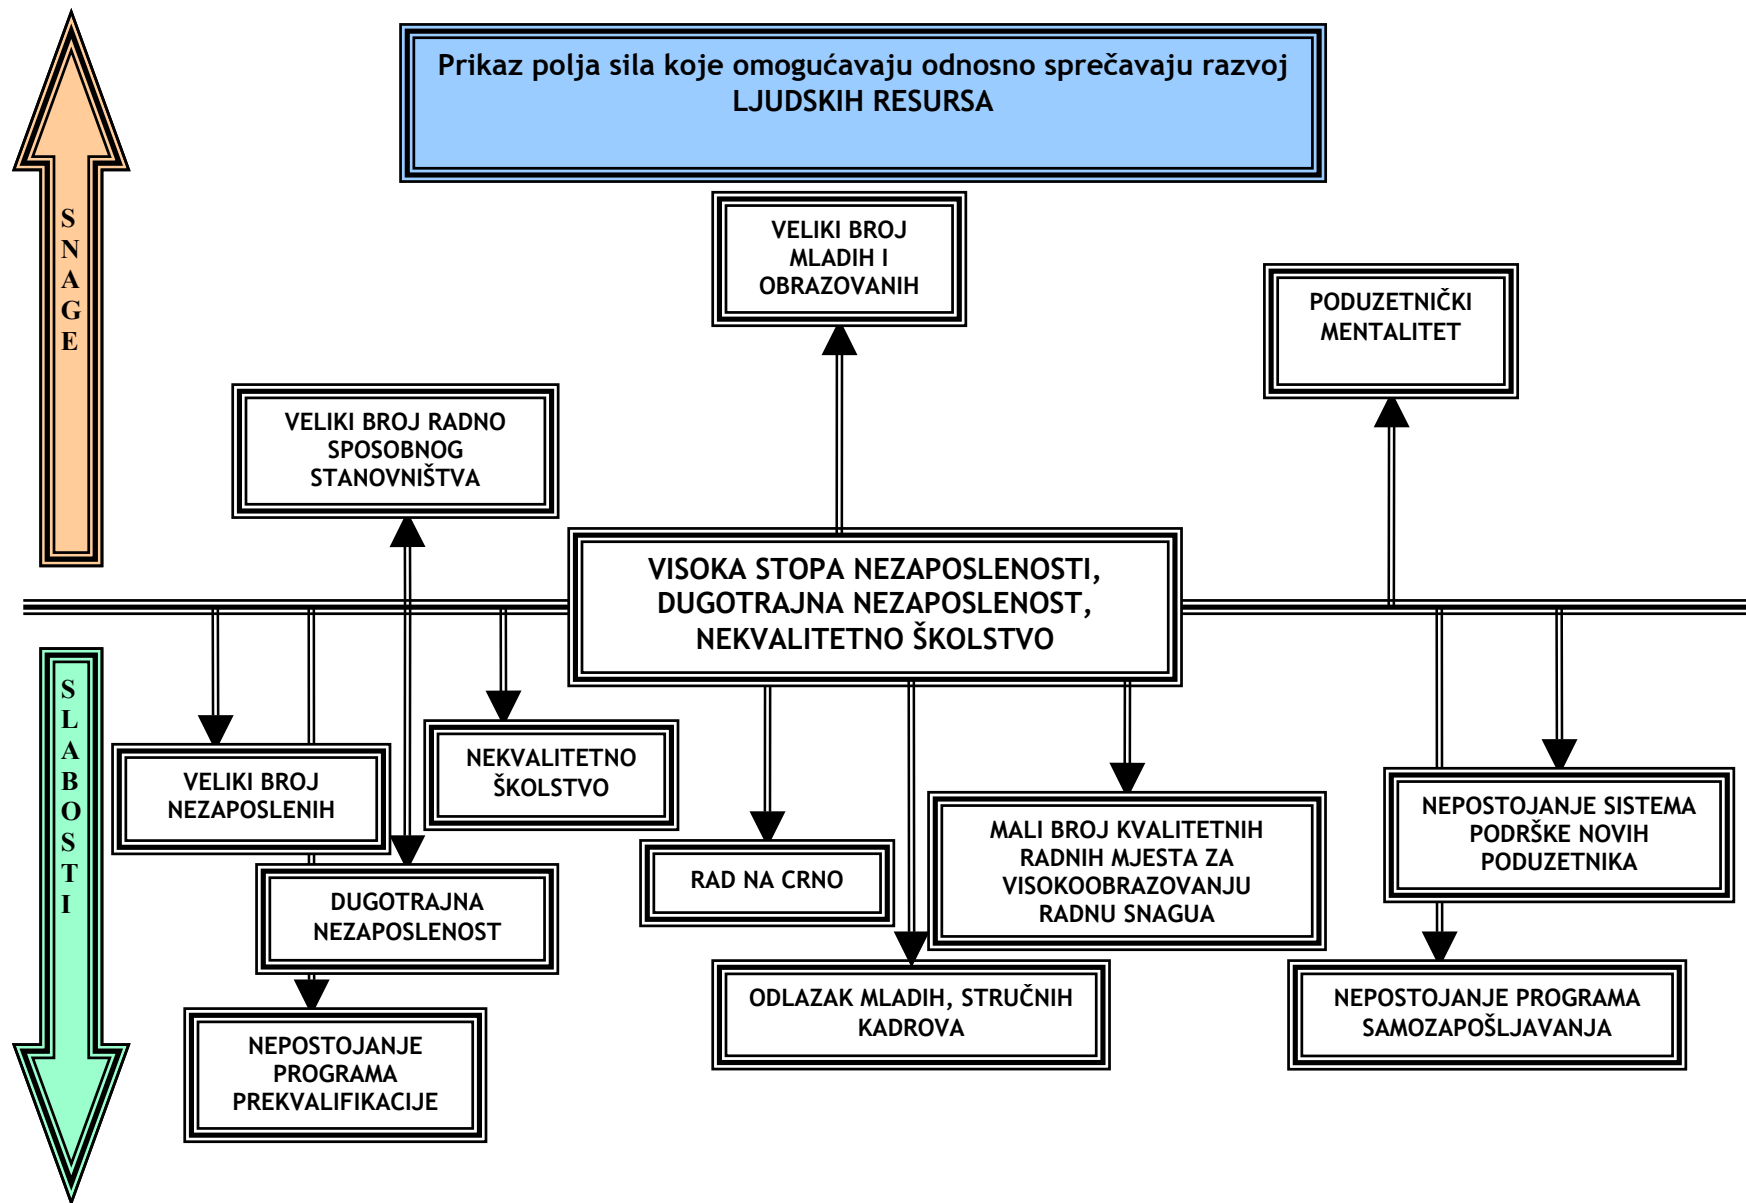 Prikaz polja sila koje omogućavaju odnosno sprečavaju razvoj
LJUDSKIH RESURSA
S
N
A
G
E
VELIKI BROJ
MLADIH I
OBRAZOVANIH
PODUZETNIČKI
MENTALITET
VELIKI BROJ RADNO
SPOSOBNOG
STANOVNIŠTVA
VISOKA STOPA NEZAPOSLENOSTI,
DUGOTRAJNA NEZAPOSLENOST,
NEKVALITETNO ŠKOLSTVO
S
L
A
B
O
S
T
I
VELIKI BROJ
NEZAPOSLENIH
NEKVALITETNO
ŠKOLSTVO
DUGOTRAJNA
NEZAPOSLENOST
RAD NA CRNO
MALI BROJ KVALITETNIH
RADNIH MJESTA ZA
VISOKOOBRAZOVANJU
RADNU SNAGUA
NEPOSTOJANJE SISTEMA
PODRŠKE NOVIH
PODUZETNIKA
NEPOSTOJANJE
PROGRAMA
PREKVALIFIKACIJE
ODLAZAK MLADIH, STRUČNIH
KADROVA
NEPOSTOJANJE PROGRAMA
SAMOZAPOŠLJAVANJA